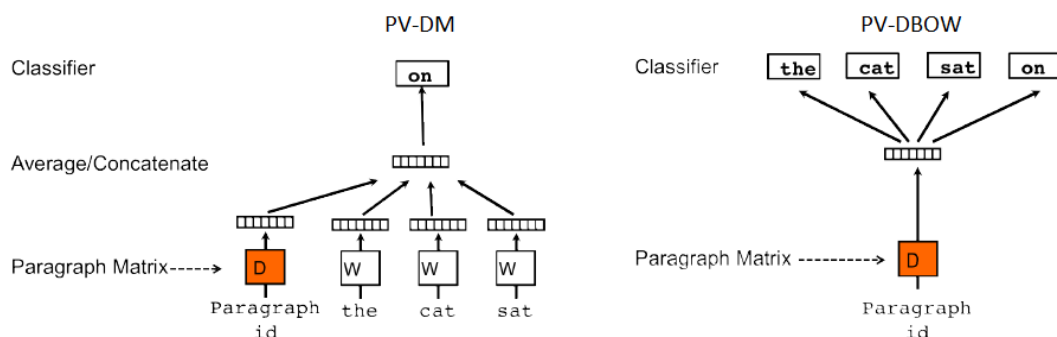 PV-DM
Classifier
on
Average/Concatenate
Paragraph Matrix
D
W
W
W
Paragraph
id
the
cat
sat
PV-DBOW
Classifier
the
cat
sat
on
Paragraph Matrix
D
Paragraph
id